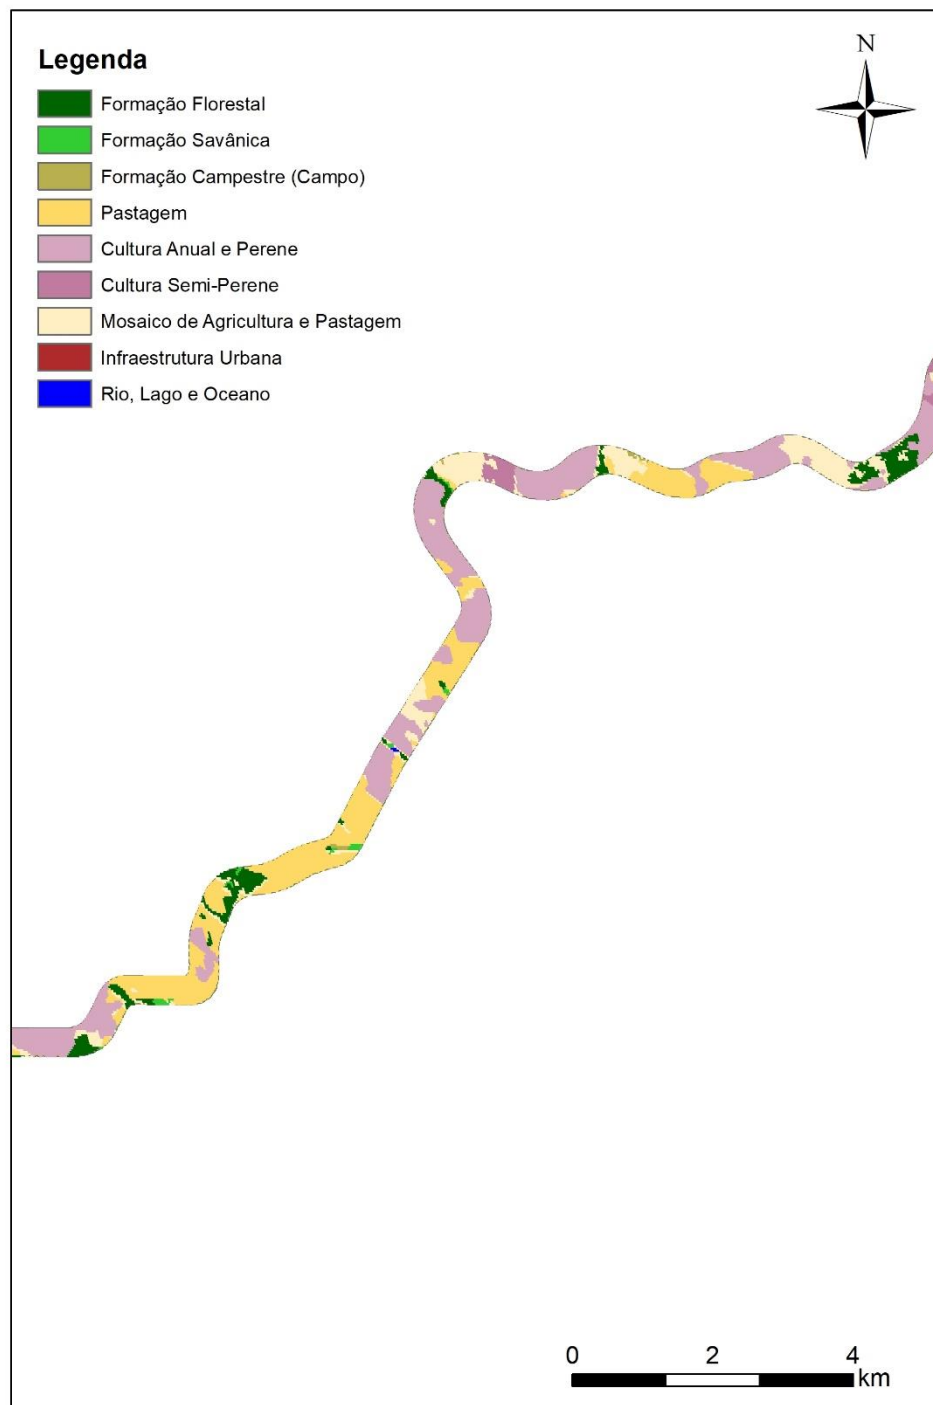 Legenda
N
Formação Florestal
Formação Savânica
Formação Campestre (Campo)
Pastagem
Cultura Anual e Perene
Cultura Semi-Perene
Mosaico de Agricultura e Pastagem
Infraestrutura Urbana
Rio, Lago e Oceano
0 2 4
km